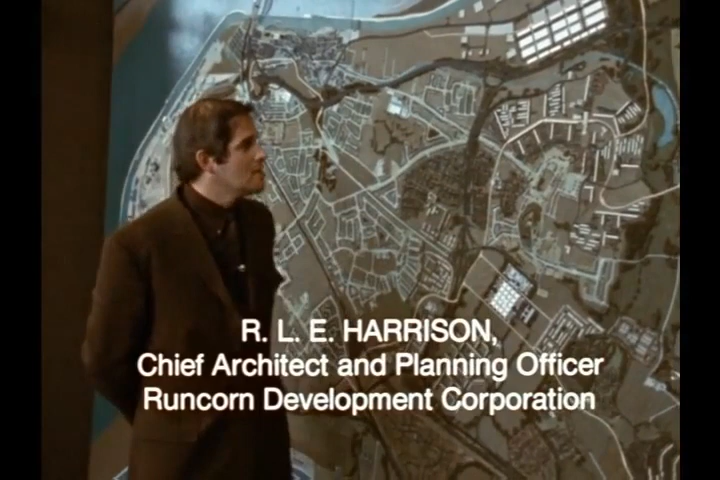 R. L. E. HARRISON,
Chief Architect and Planning Officer
Runcorn Development Corporation